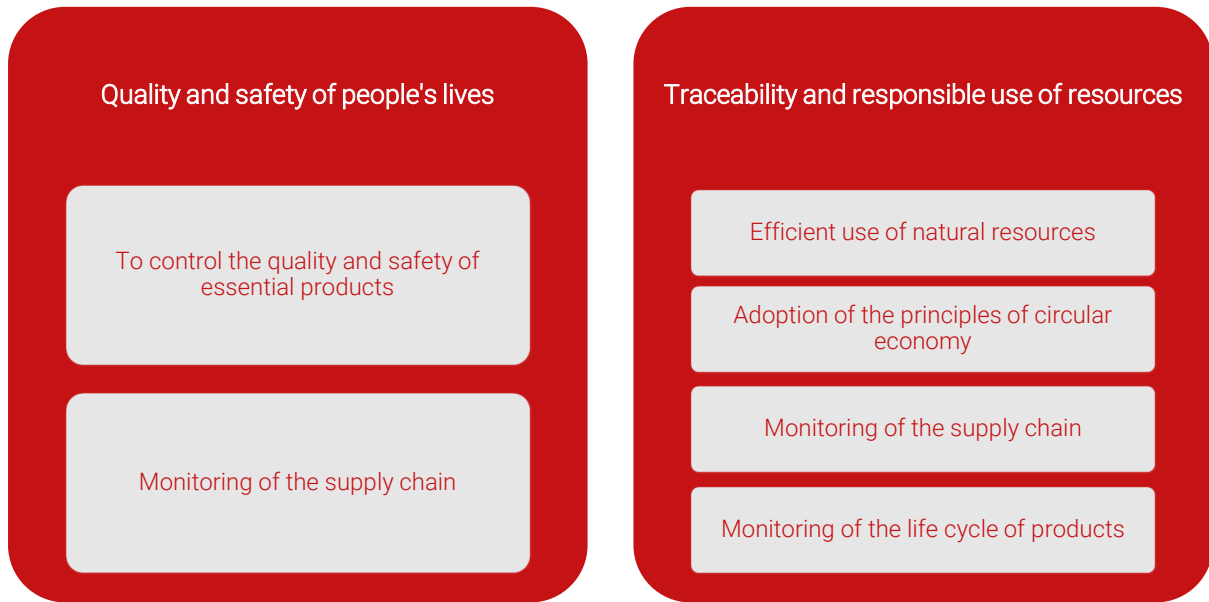 Quality and safety of people's lives
To control the quality and safety of
essential products
Monitoring of the supply chain
Traceability and responsible use of resources
Efficient use of natural resources
Adoption of the principles of circular
economy
Monitoring of the supply chain
Monitoring of the life cycle of products